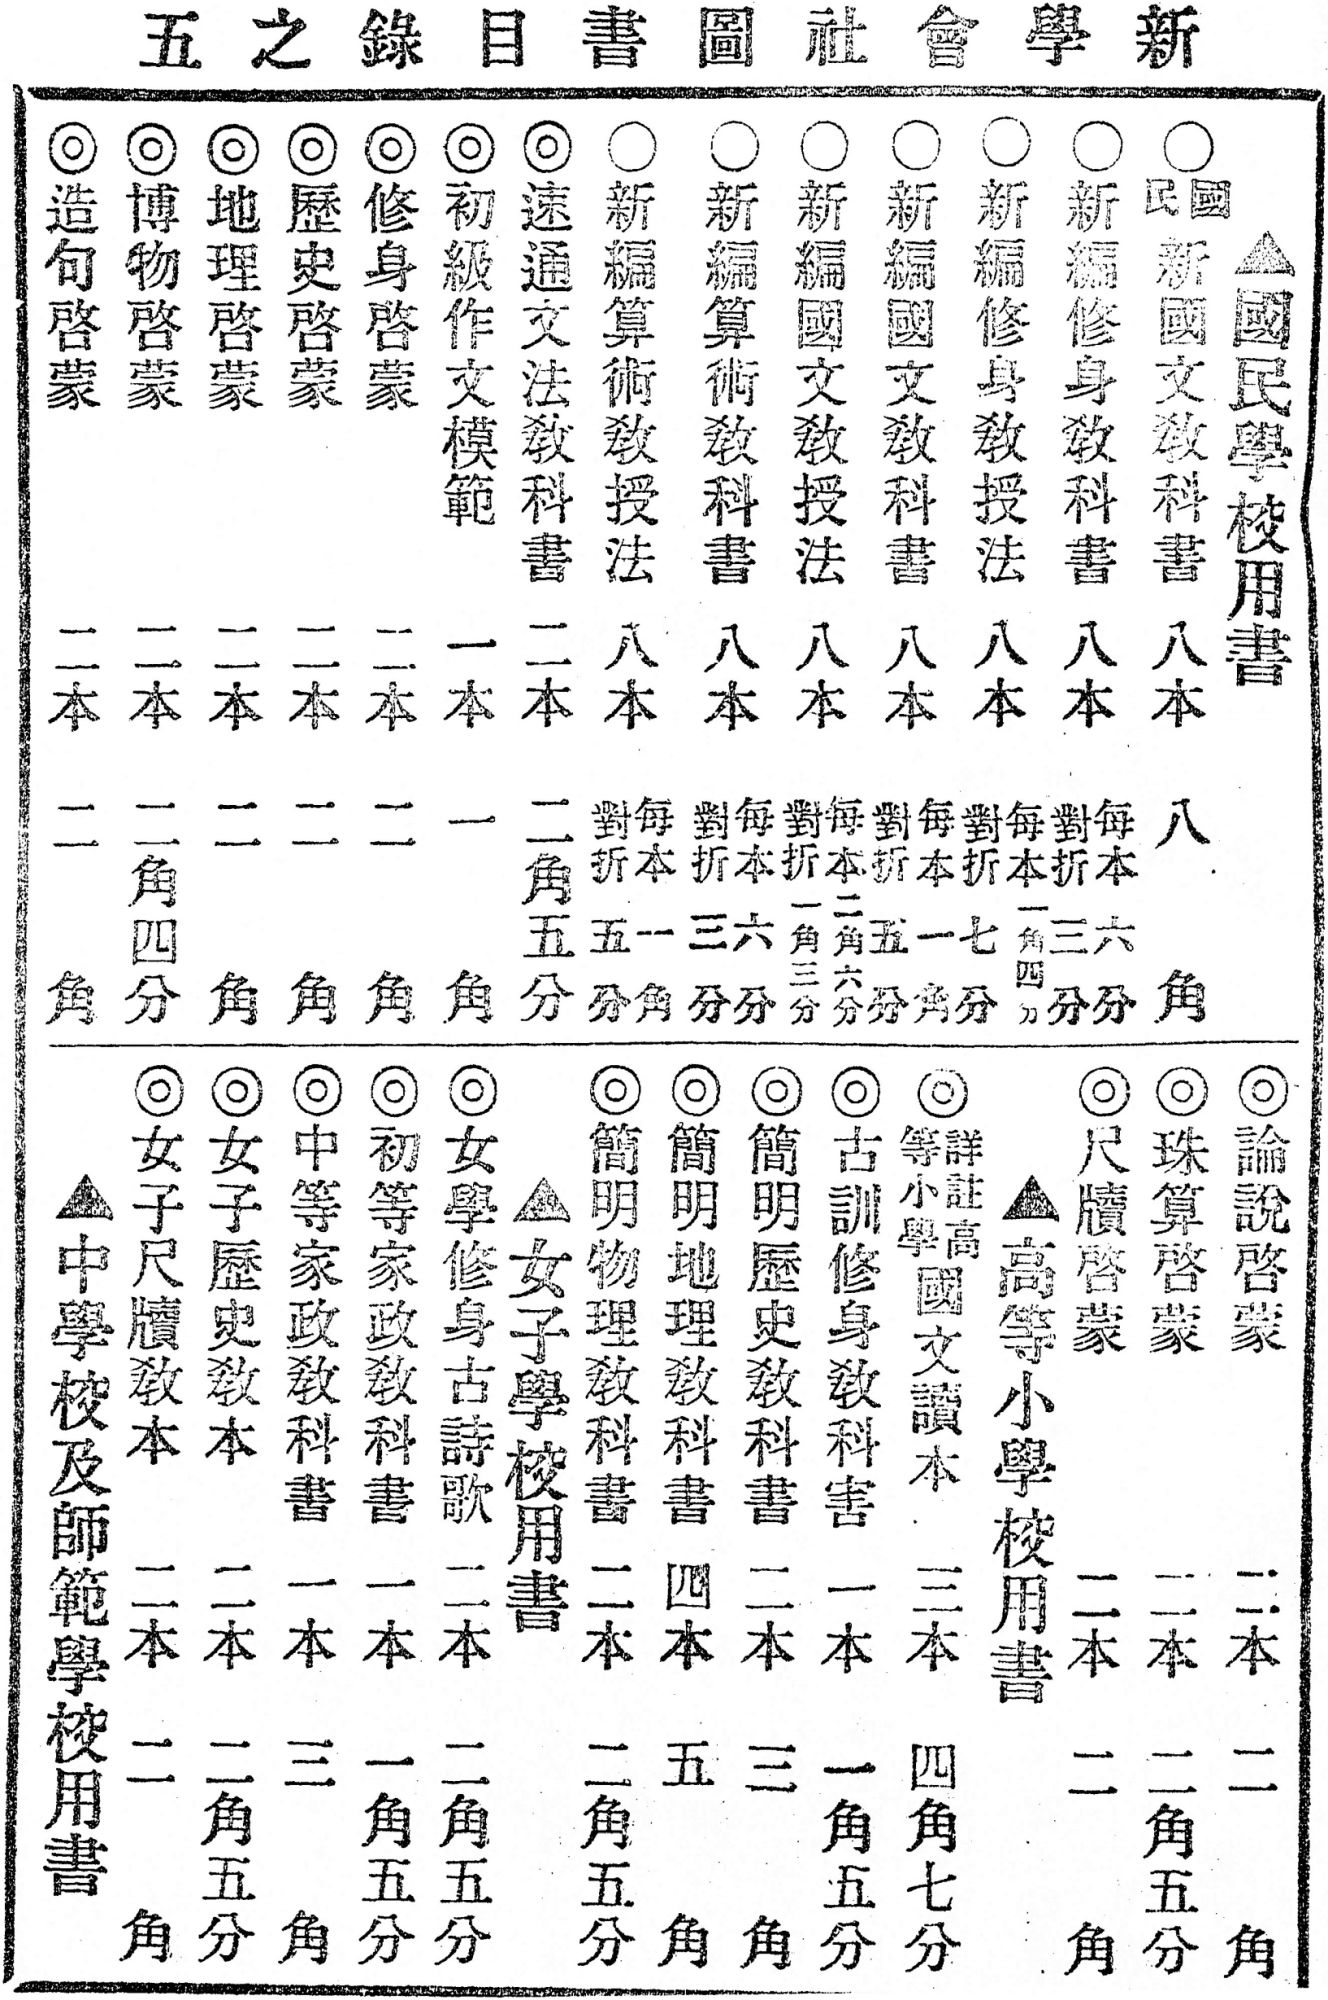 新學會社圖書目錄之五
▲國民學校用書
○國民新國文教科書 八本 八角
○新編修身教科書 八本 每本六分 對折三分
○新編修身教授法 八本 每本一角四分 對折七分
○新編國文教科書 八本 每本一角 對折五分
○新編國文教授法 八本 每本二角六分 對折一角三分
○新編算術教科書 八本 每本六分 對折三分
○新編算術教授法 八本 每本一角 對折五分
◎速通文法教科書 二本 二角五分
◎初級作文模範 一本 一角
◎修身啓蒙 二本 二角
◎歷史啓蒙 二本 二角
◎地理啓蒙 二本 二角
◎博物啓蒙 二本 二角四分
◎造句啓蒙 二本 二角
◎論說啓蒙 二本 二角
◎珠算啓蒙 二本 二角五分
◎尺牘啓蒙 二本 二角
▲高等小學校用書
◎詳註高等小學國文讀本 三本 四角七分
◎古訓修身教科害 一本 一角五分
◎簡明歷史教科書 二本 三角
◎簡明地理教科書 四本 五角
◎簡明物理教科書 二本 二角五分
▲女子學校用書
◎女學修身古詩歌 二本 二角五分
◎初等家政教科書 一本 一角五分
◎中等家政教科書 一本 三角
◎女子歷史教本 二本 二角五分
◎女子尺牘教本 二本 二角
▲中學校及師範學校用書